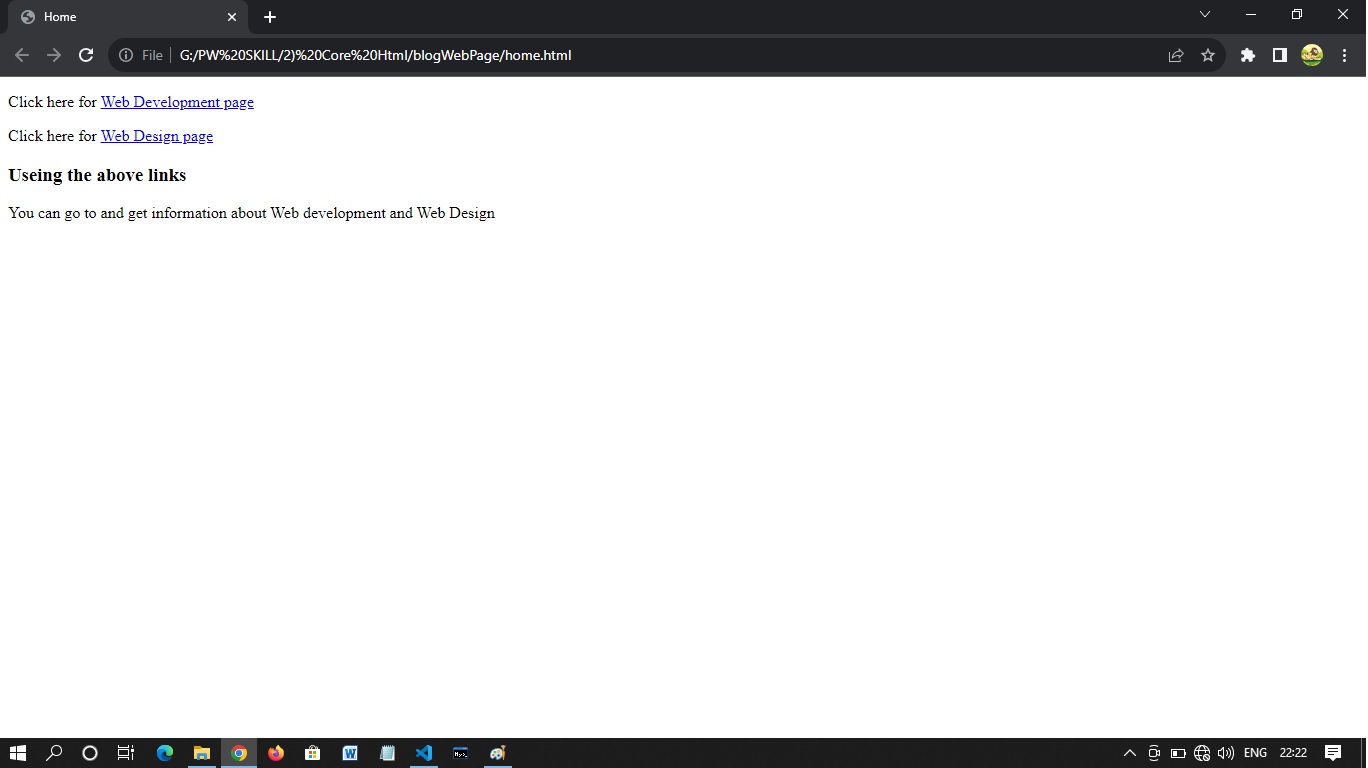 Home
File
G:/PW%20SKILL/2)%20Core%20Html/blogWebPage/home.html
Click here for Web Development page
Click here for Web Design page
Useing the above links
You can go to and get information about Web development and Web Design
ENG 22:22